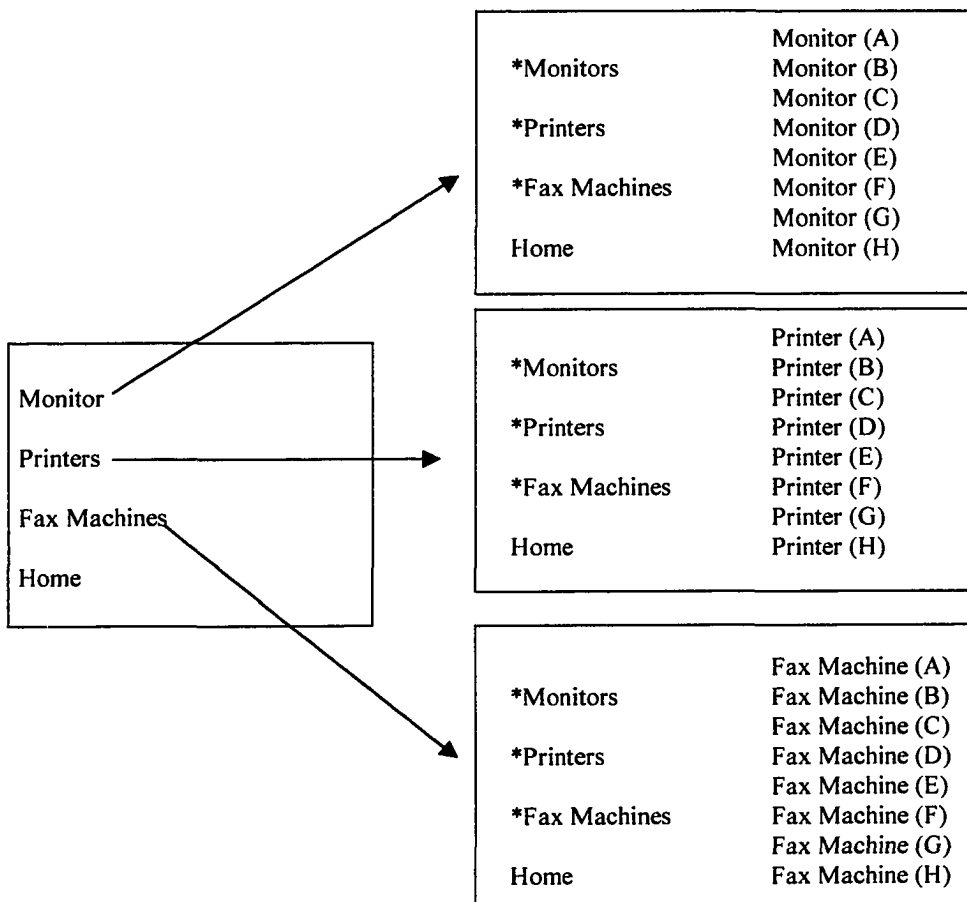 Monitor
Printers
Fax Machines
Home
Monitor (A)
*Monitors Monitor (B)
Monitor (C)
*Printers Monitor (D)
Monitor (E)
*Fax Machines Monitor (F)
Monitor (G)
Home Monitor (H)
Printer (A)
*Monitors Printer (B)
Printer (C)
*Printers Printer (D)
Printer (E)
*Fax Machines Printer (F)
Printer (G)
Home Printer (H)
Fax Machine (A)
*Monitors Fax Machine (B)
Fax Machine (C)
*Printers Fax Machine (D)
Fax Machine (E)
*Fax Machines Fax Machine (F)
Fax Machine (G)
Home Fax Machine (H)